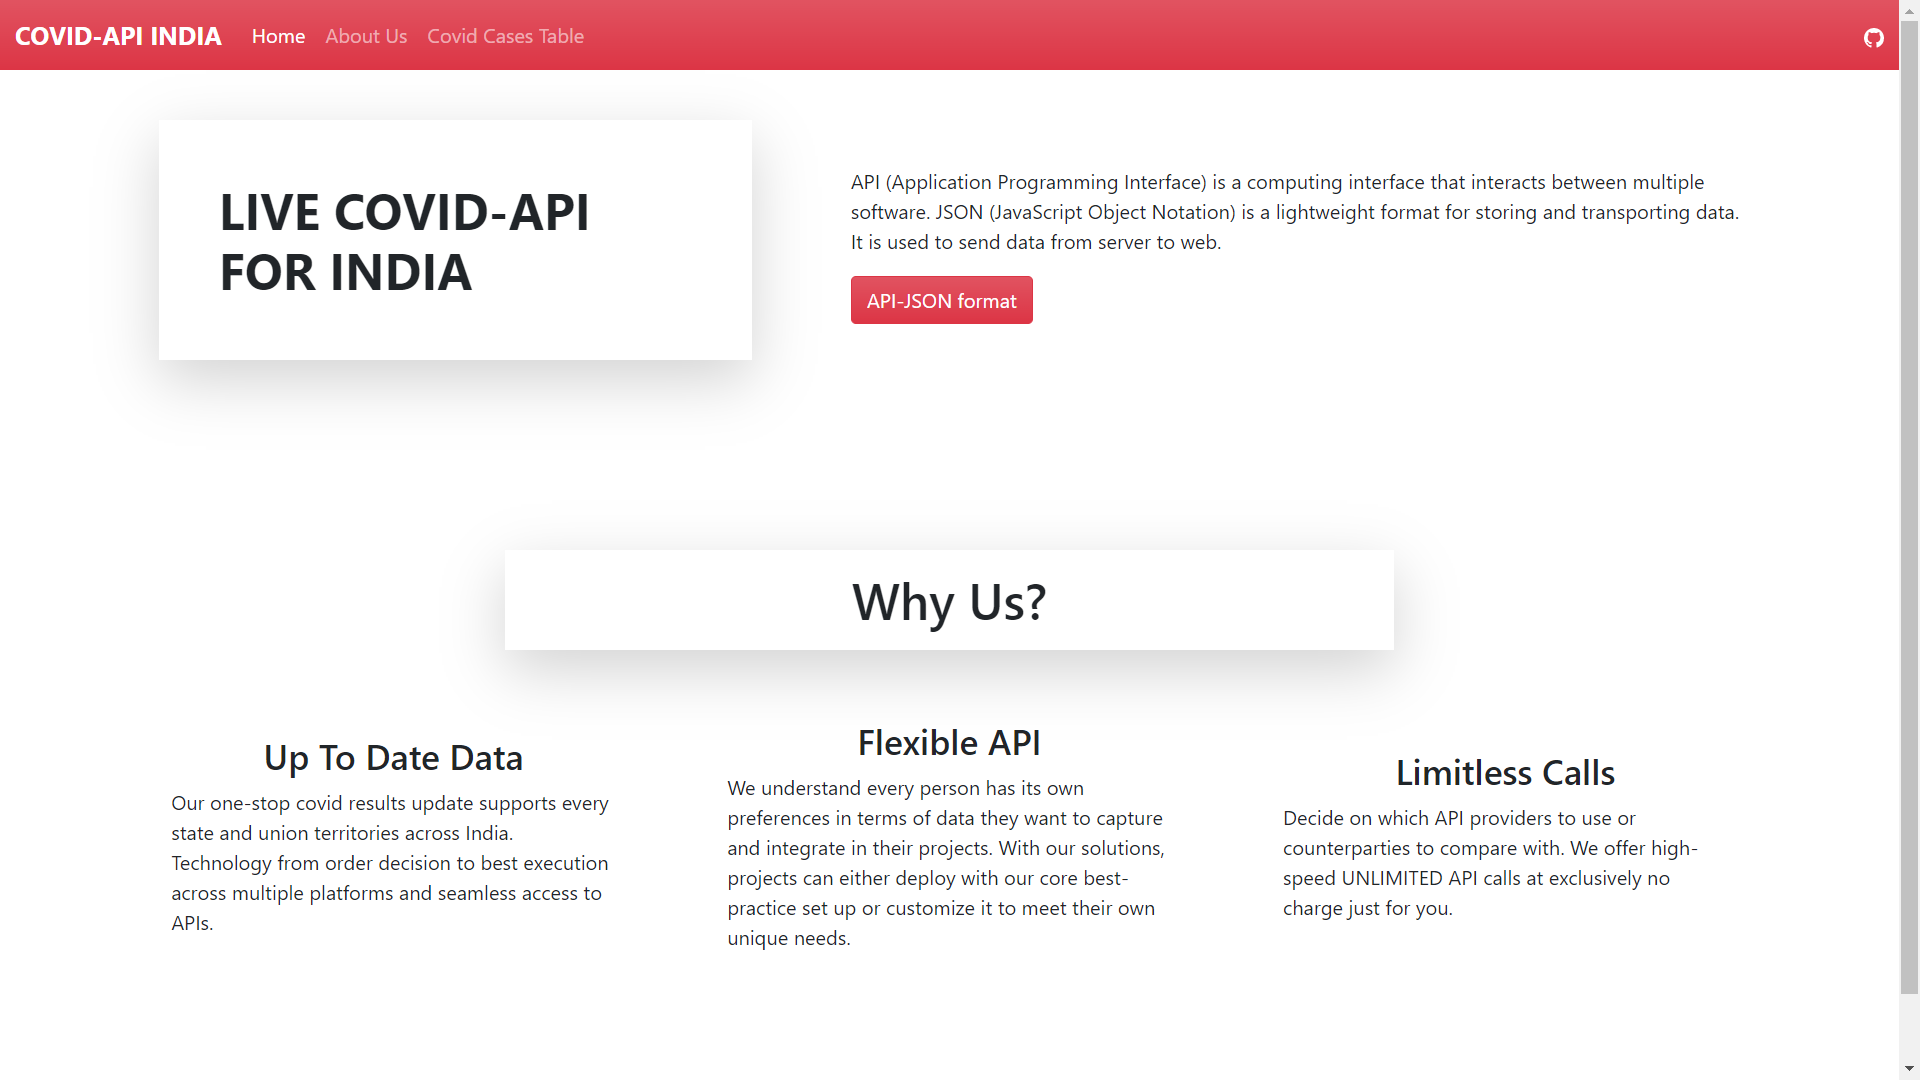 COVID-API INDIA Home About Us Covid Cases Table
LIVE COVID-API
FOR INDIA
API (Application Programming Interface) is a computing interface that interacts between multiple
software. JSON (JavaScript Object Notation) is a lightweight format for storing and transporting data.
It is used to send data from server to web.
API-JSON format
Why Us?
Up To Date Data
Our one-stop covid results update supports every
state and union territories across India.
Technology from order decision to best execution
across multiple platforms and seamless access to
APIs.
Flexible API
We understand every person has its own
preferences in terms of data they want to capture
and integrate in their projects. With our solutions,
projects can either deploy with our core best-
practice set up or customize it to meet their own
unique needs.
Limitless Calls
Decide on which API providers to use or
counterparties to compare with. We offer high-
speed UNLIMITED API calls at exclusively no
charge just for you.